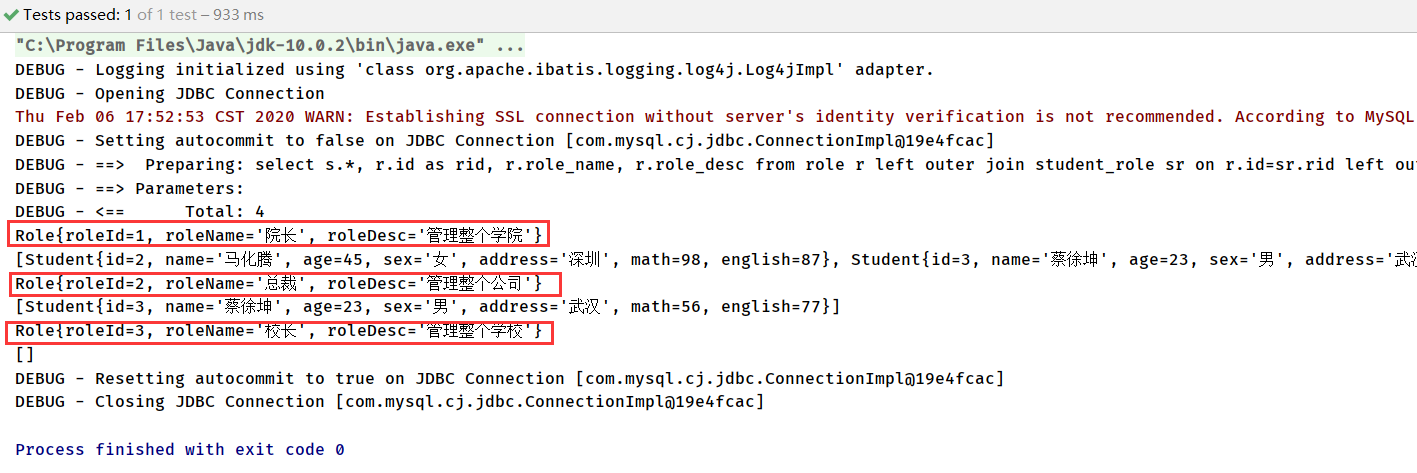 Tests passed: 1 of 1 test – 933 ms
"C:\Program Files\Java\jdk-10.0.2\bin\java.exe" ...
DEBUG - Logging initialized using 'class org.apache.ibatis.logging.log4j.Log4jImpl' adapter.
DEBUG - Opening JDBC Connection
Thu Feb 06 17:52:53 CST 2020 WARN: Establishing SSL connection without server's identity verification is not recommended. According to MySQL
DEBUG - Setting autocommit to false on JDBC Connection [com.mysql.cj.jdbc.ConnectionImpl@19e4fcac]
DEBUG - ==>  Preparing: select s.*, r.id as rid, r.role_name, r.role_desc from role r left outer join student_role sr on r.id=sr.rid left ou
DEBUG - ==> Parameters:
DEBUG - <==      Total: 4
Role{roleId=1, roleName='院长', roleDesc='管理整个学院'}
[Student{id=2, name='马化腾', age=45, sex='女', address='深圳', math=98, english=87}, Student{id=3, name='蔡徐坤', age=23, sex='男', address='武汉
Role{roleId=2, roleName='总裁', roleDesc='管理整个公司'}
[Student{id=3, name='蔡徐坤', age=23, sex='男', address='武汉', math=56, english=77}]
Role{roleId=3, roleName='校长', roleDesc='管理整个学校'}
[]
DEBUG - Resetting autocommit to true on JDBC Connection [com.mysql.cj.jdbc.ConnectionImpl@19e4fcac]
DEBUG - Closing JDBC Connection [com.mysql.cj.jdbc.ConnectionImpl@19e4fcac]
Process finished with exit code 0